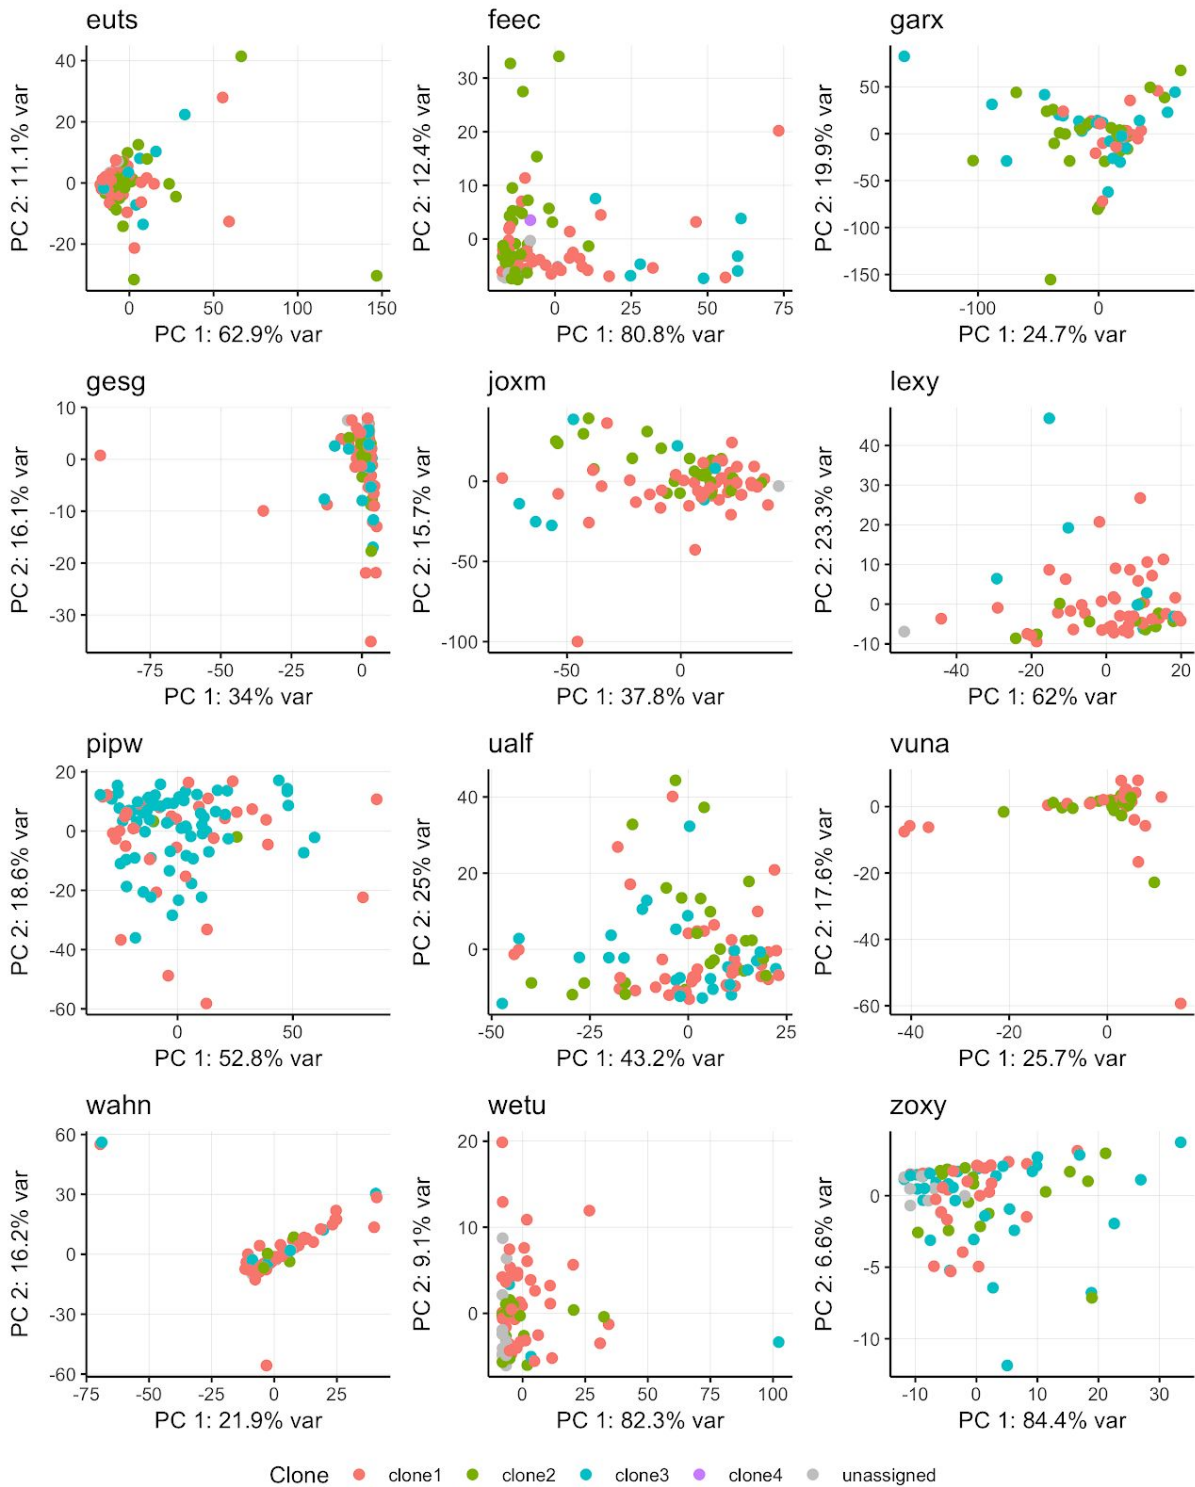 euts
feec
garx
PC 2: 11.1% var
40
20
0
-20
0
50
100
150
PC 1: 62.9% var
PC 2: 12.4% var
30
20
10
0
0
25
50
75
PC 1: 80.8% var
PC 2: 19.9% var
50
0
-50
-100
-150
-100
0
PC 1: 24.7% var
gesg
joxm
lexy
PC 2: 16.1% var
10
0
-10
-20
-30
-75
-50
-25
0
PC 1: 34% var
PC 2: 15.7% var
0
-50
-100
-50
0
PC 1: 37.8% var
PC 2: 23.3% var
40
30
20
10
0
-10
-40
-20
0
20
PC 1: 62% var
pipw
ualf
vuna
PC 2: 18.6% var
20
0
-20
-40
-60
0
50
PC 1: 52.8% var
PC 2: 25% var
40
20
0
-50
-25
0
25
PC 1: 43.2% var
PC 2: 17.6% var
0
-20
-40
-60
-40
-20
0
PC 1: 25.7% var
wahn
wetu
zoxy
PC 2: 16.2% var
60
30
0
-30
-60
-75
-50
-25
0
25
PC 1: 21.9% var
PC 2: 9.1% var
20
10
0
0
25
50
75
100
PC 1: 82.3% var
PC 2: 6.6% var
0
-5
-10
-10
0
10
20
30
PC 1: 84.4% var
Clone clone1 clone2 clone3 clone4 unassigned